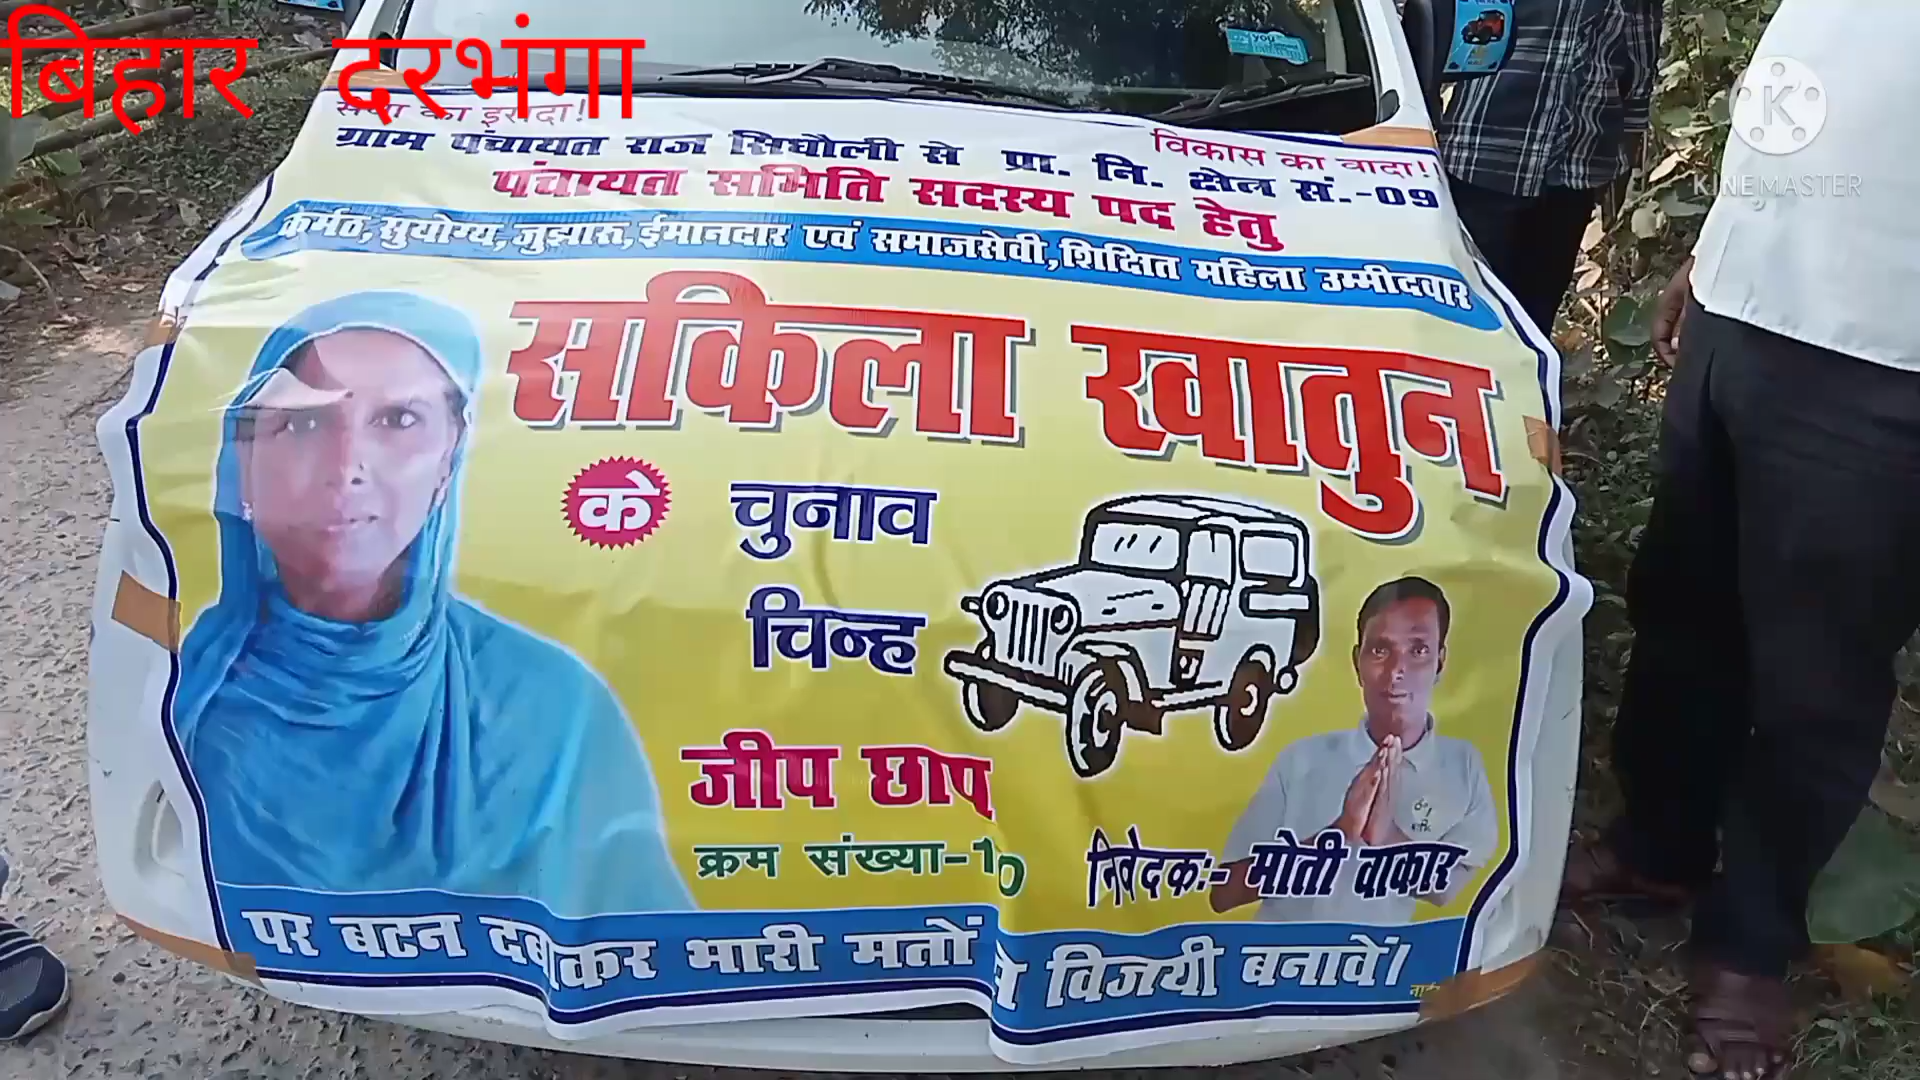 बिहार दरभंगा
का इरादा!
विकास का वादा!!
ग्राम पंचायत राज सिघौली से प्रा. नि. क्षेत्र सं.-09
पंचायत समिति सदस्य पद हेतु
कर्मठ, सुयोग्य, जुझारू, ईमानदार एवं समाजसेवी, शिक्षित महिला उम्मीदवार
सकिला खातुन
के चुनाव
चिन्ह
जीप छाप
क्रम संख्या-10
निवेदक:- मोती वाकार
पर बटन दबाकर भारी मतों से विजयी बनावें।
KINEMASTER
you